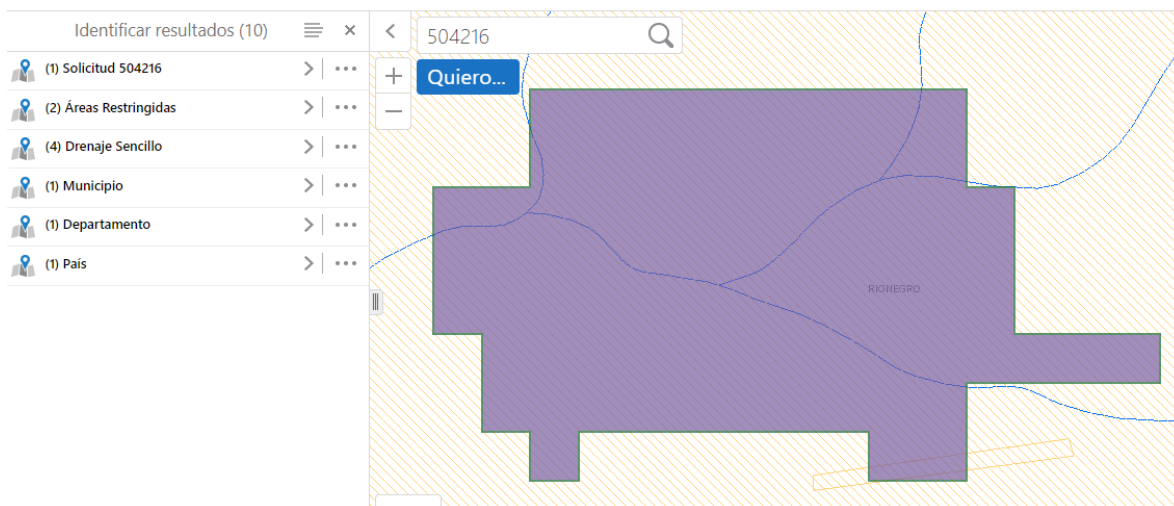 Identificar resultados (10)
(1) Solicitud 504216
(2) Áreas Restringidas
(4) Drenaje Sencillo
(1) Municipio
(1) Departamento
(1) País
504216
Quiero...
RIONEGRO